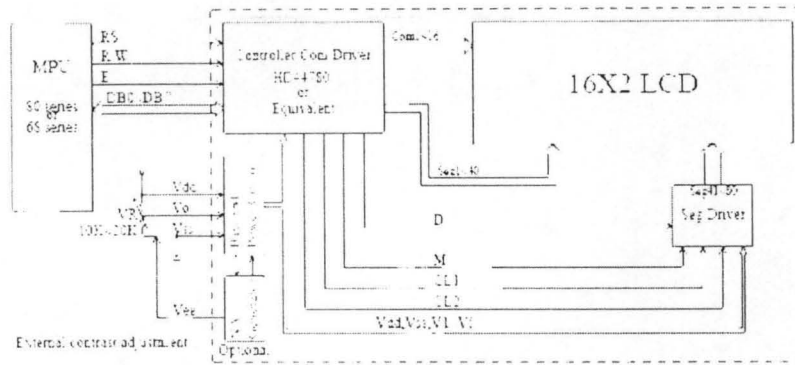 RS
R/W
E
DB0~DB7
MPU
80 series
or
68 series
Controller/Com Driver
HD44780
or
Equivalent
Com1~16
16X2 LCD
Seg1~40
Seg41~80
Seg Driver
Vdd
Vo
Vss
VR
10K~20K
D
M
CL1
CL2
Vdd,Vss,V1~V5
Vee
External contrast adjustment
Optional